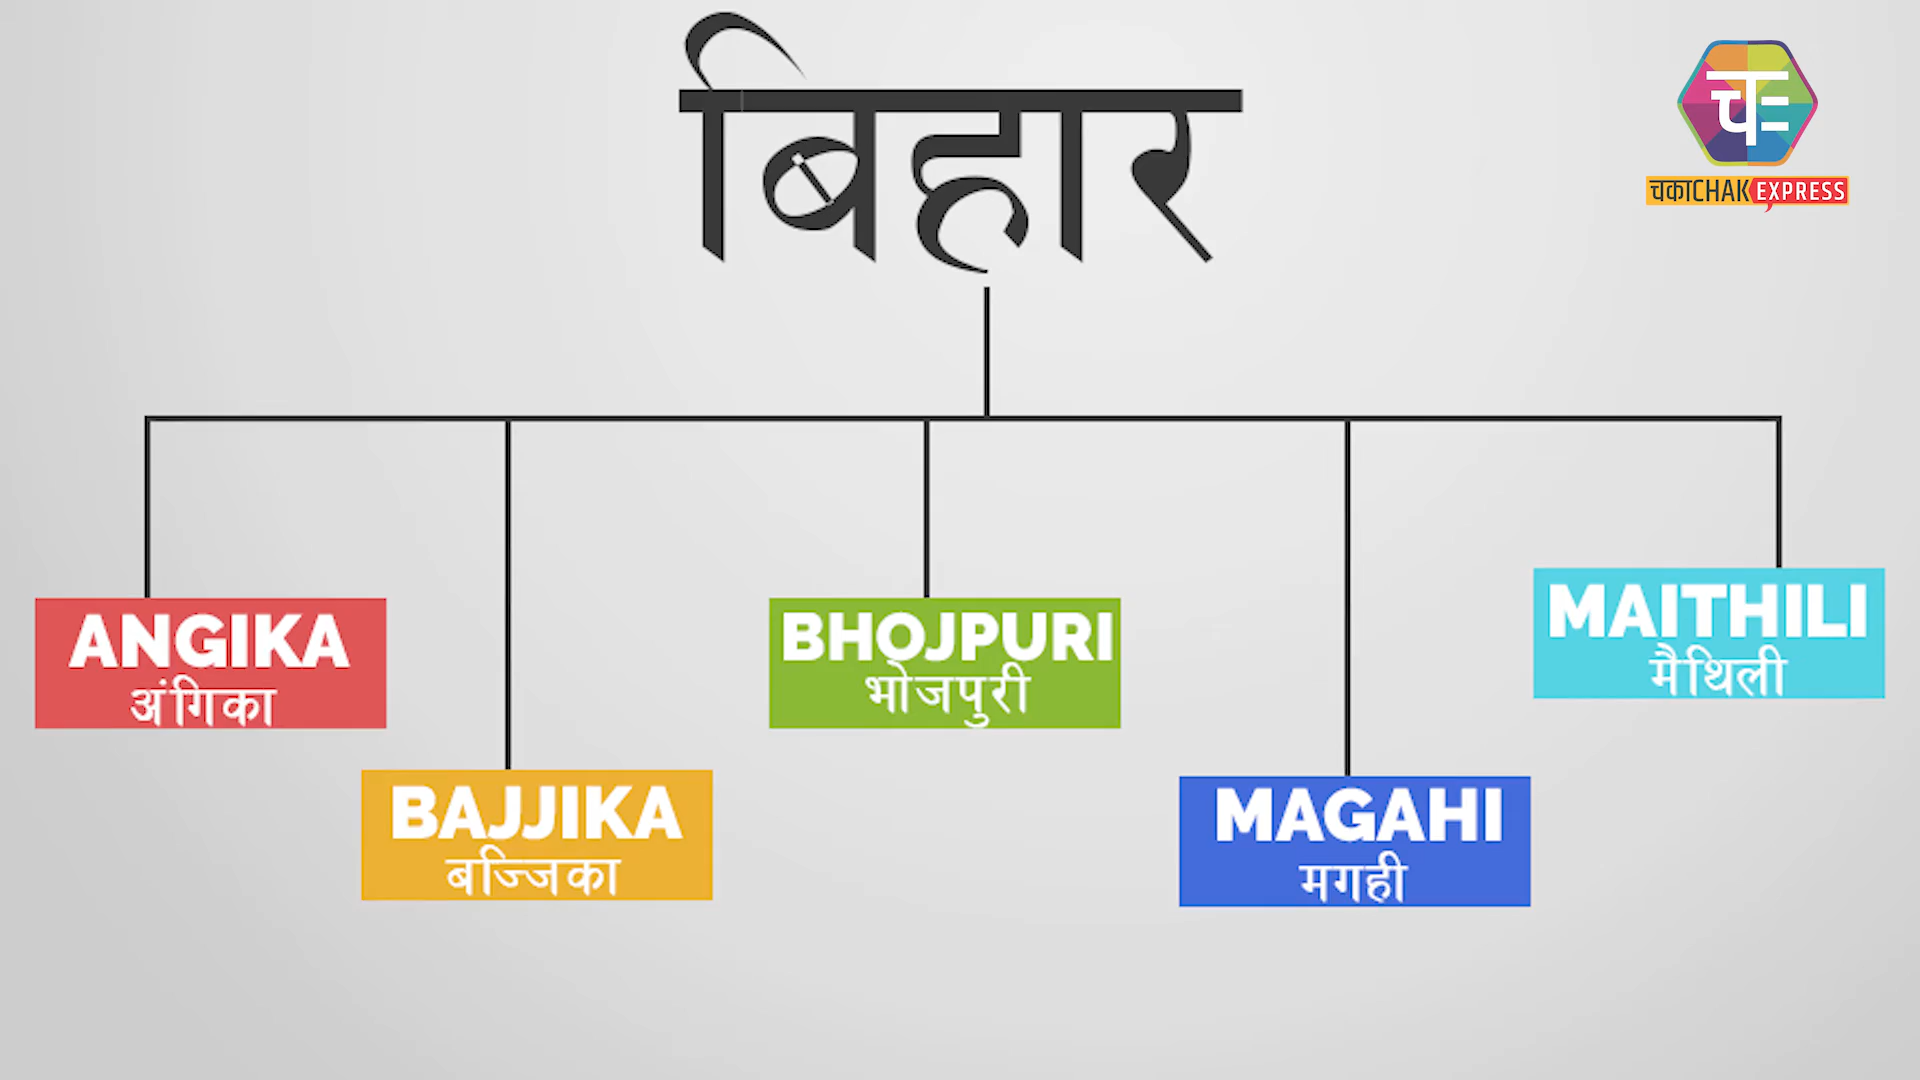 बिहार
चकाCHAK EXPRESS
ANGIKA
अंगिका
BAJJIKA
बज्जिका
BHOJPURI
भोजपुरी
MAGAHI
मगही
MAITHILI
मैथिली